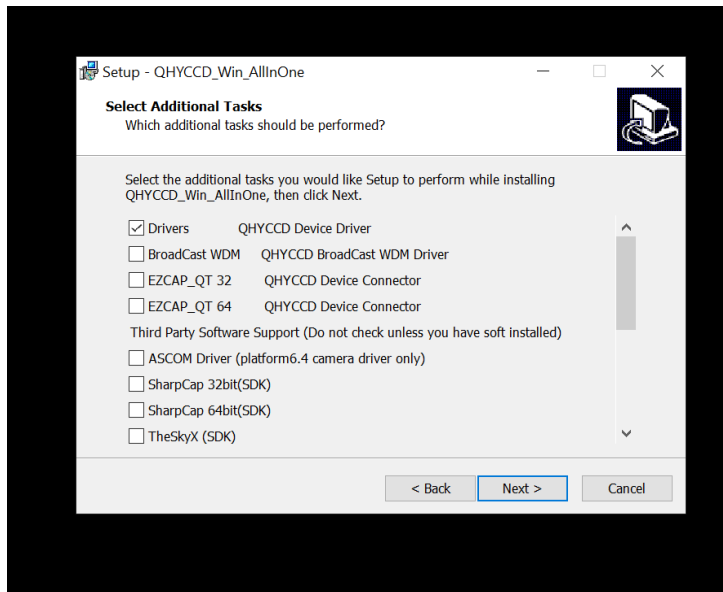 Setup - QHYCCD_Win_AllInOne
Select Additional Tasks
Which additional tasks should be performed?
Select the additional tasks you would like Setup to perform while installing
QHYCCD_Win_AllInOne, then click Next.
Drivers QHYCCD Device Driver
BroadCast WDM QHYCCD BroadCast WDM Driver
EZCAP_QT 32 QHYCCD Device Connector
EZCAP_QT 64 QHYCCD Device Connector
Third Party Software Support (Do not check unless you have soft installed)
ASCOM Driver (platform6.4 camera driver only)
SharpCap 32bit(SDK)
SharpCap 64bit(SDK)
TheSkyX (SDK)
< Back Next > Cancel